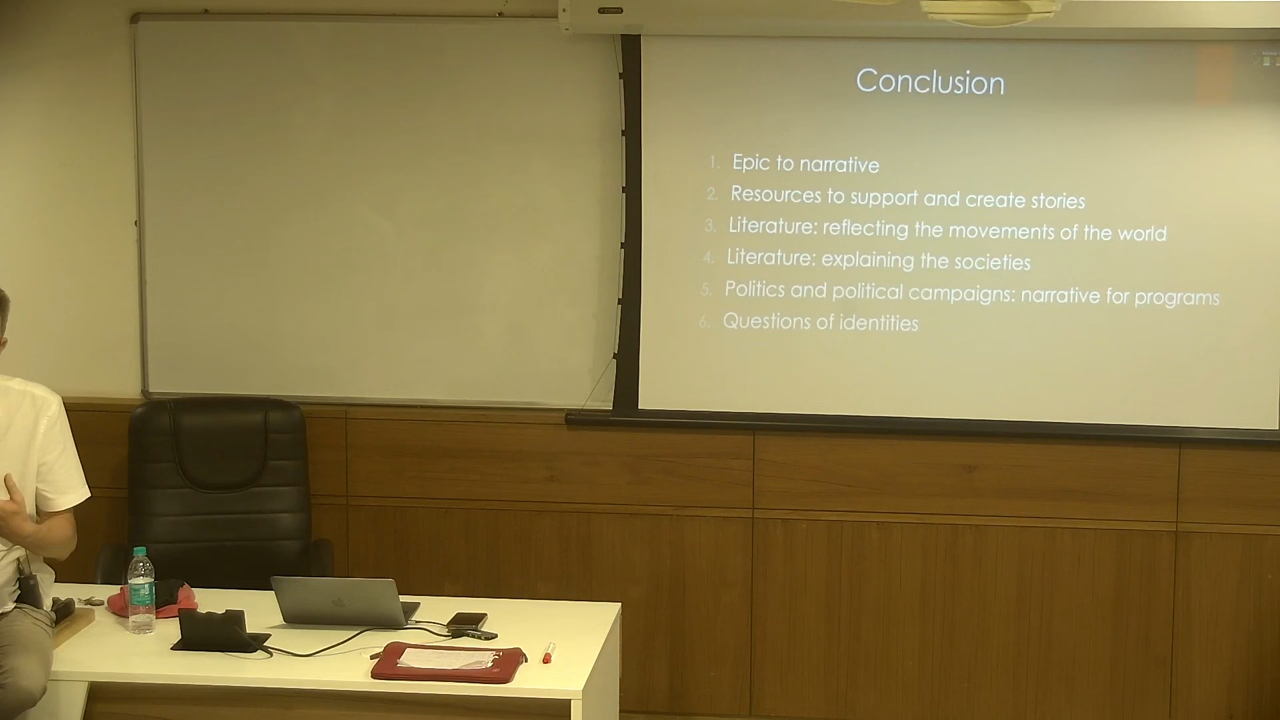 Conclusion
1. Epic to narrative
2. Resources to support and create stories
3. Literature: reflecting the movements of the world
4. Literature: explaining the societies
5. Politics and political campaigns: narrative for programs
6. Questions of identities